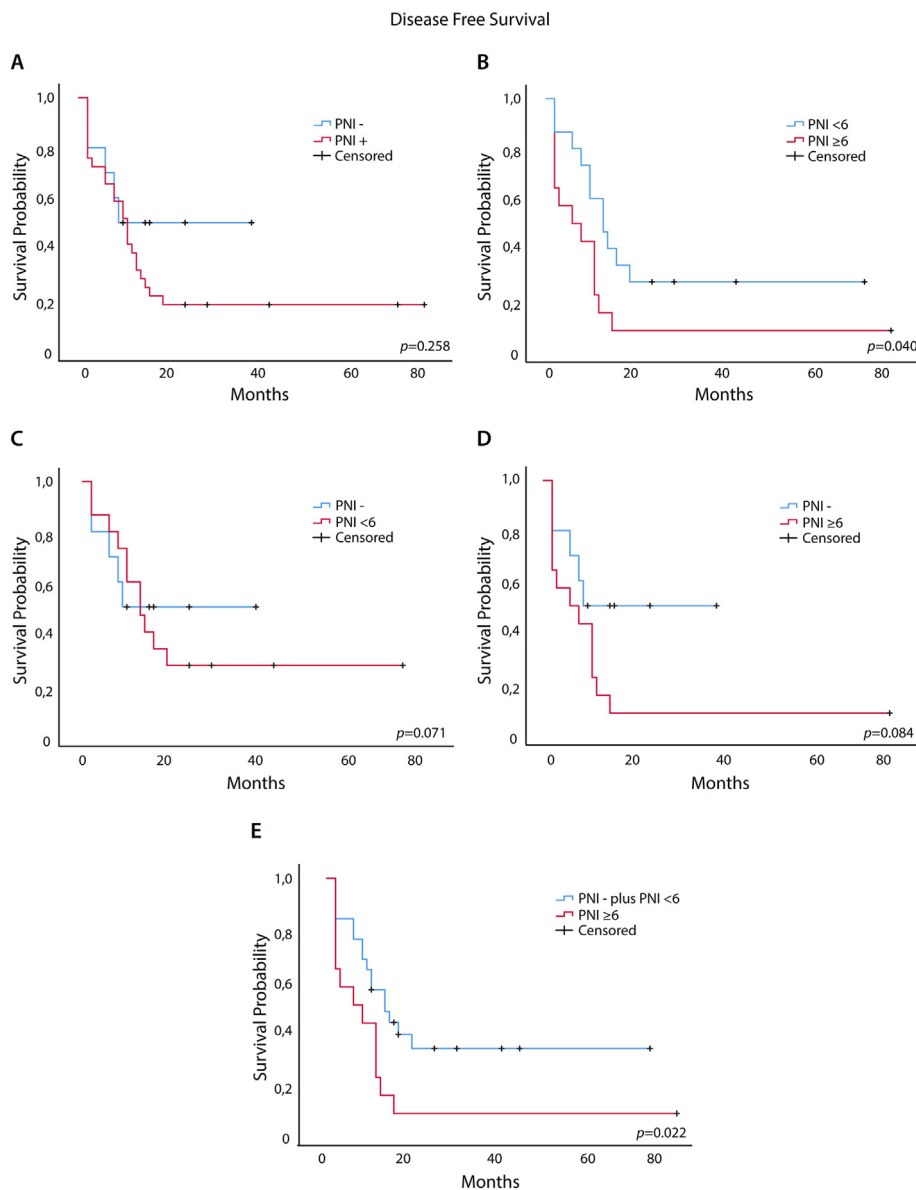 Disease Free Survival
A
1,0
0,8
0,6
0,4
0,2
0
Survival Probability
PNI -
PNI +
Censored
p=0.258
0 20 40 60 80
Months
B
1,0
0,8
0,6
0,4
0,2
0
Survival Probability
PNI <6
PNI ≥6
Censored
p=0.040
0 20 40 60 80
Months
C
1,0
0,8
0,6
0,4
0,2
0
Survival Probability
PNI -
PNI <6
Censored
p=0.071
0 20 40 60 80
Months
D
1,0
0,8
0,6
0,4
0,2
0
Survival Probability
PNI -
PNI ≥6
Censored
p=0.084
0 20 40 60 80
Months
E
1,0
0,8
0,6
0,4
0,2
0
Survival Probability
PNI - plus PNI <6
PNI ≥6
Censored
p=0.022
0 20 40 60 80
Months